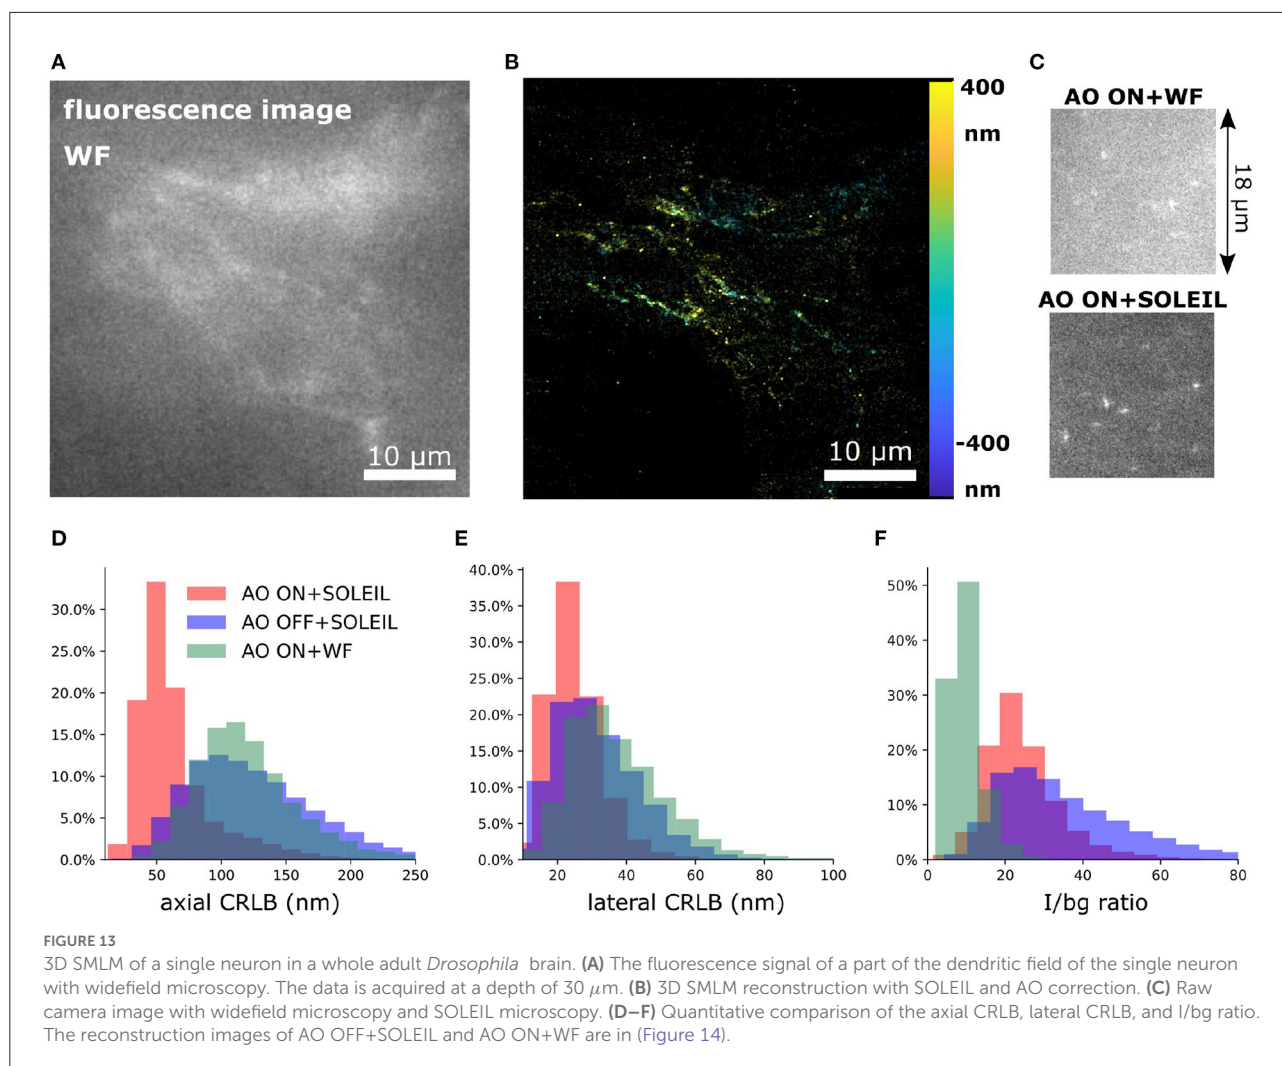 A
fluorescence image
WF
10 μm
B
400
nm
-400
nm
10 μm
C
AO ON+WF
18 μm
AO ON+SOLEIL
D
AO ON+SOLEIL
AO OFF+SOLEIL
AO ON+WF
30.0%
25.0%
20.0%
15.0%
10.0%
5.0%
0.0%
50 100 150 200 250
axial CRLB (nm)
E
40.0%
35.0%
30.0%
25.0%
20.0%
15.0%
10.0%
5.0%
0.0%
20 40 60 80 100
lateral CRLB (nm)
F
50%
40%
30%
20%
10%
0%
0 20 40 60 80
I/bg ratio
FIGURE 13
3D SMLM of a single neuron in a whole adult Drosophila brain. (A) The fluorescence signal of a part of the dendritic field of the single neuron
with widefield microscopy. The data is acquired at a depth of 30 μm. (B) 3D SMLM reconstruction with SOLEIL and AO correction. (C) Raw
camera image with widefield microscopy and SOLEIL microscopy. (D–F) Quantitative comparison of the axial CRLB, lateral CRLB, and I/bg ratio.
The reconstruction images of AO OFF+SOLEIL and AO ON+WF are in (Figure 14).